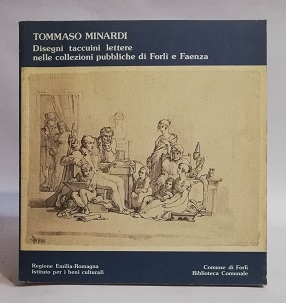 TOMMASO MINARDI
Disegni taccuini lettere
nelle collezioni pubbliche di Forlì e Faenza
Regione Emilia-Romagna
Istituto per i beni culturali
Comune di Forlì
Biblioteca Comunale